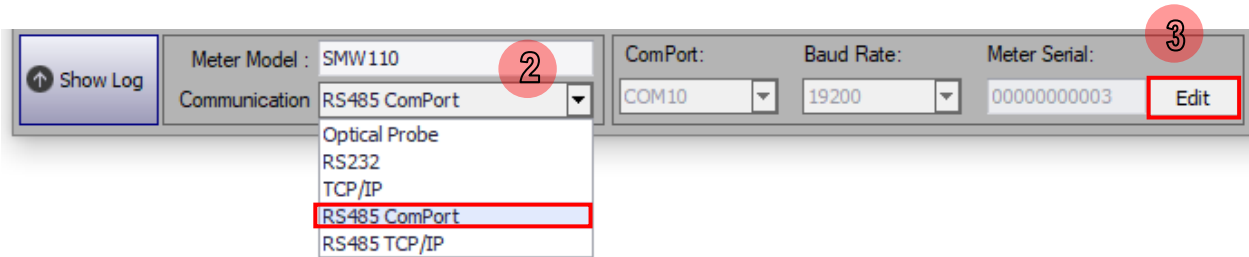 3
ComPort: Baud Rate: Meter Serial:
Meter Model : SMW110 2
Show Log
Communication RS485 ComPort COM10 19200 00000000003 Edit
Optical Probe
RS232
TCP/IP
RS485 ComPort
RS485 TCP/IP